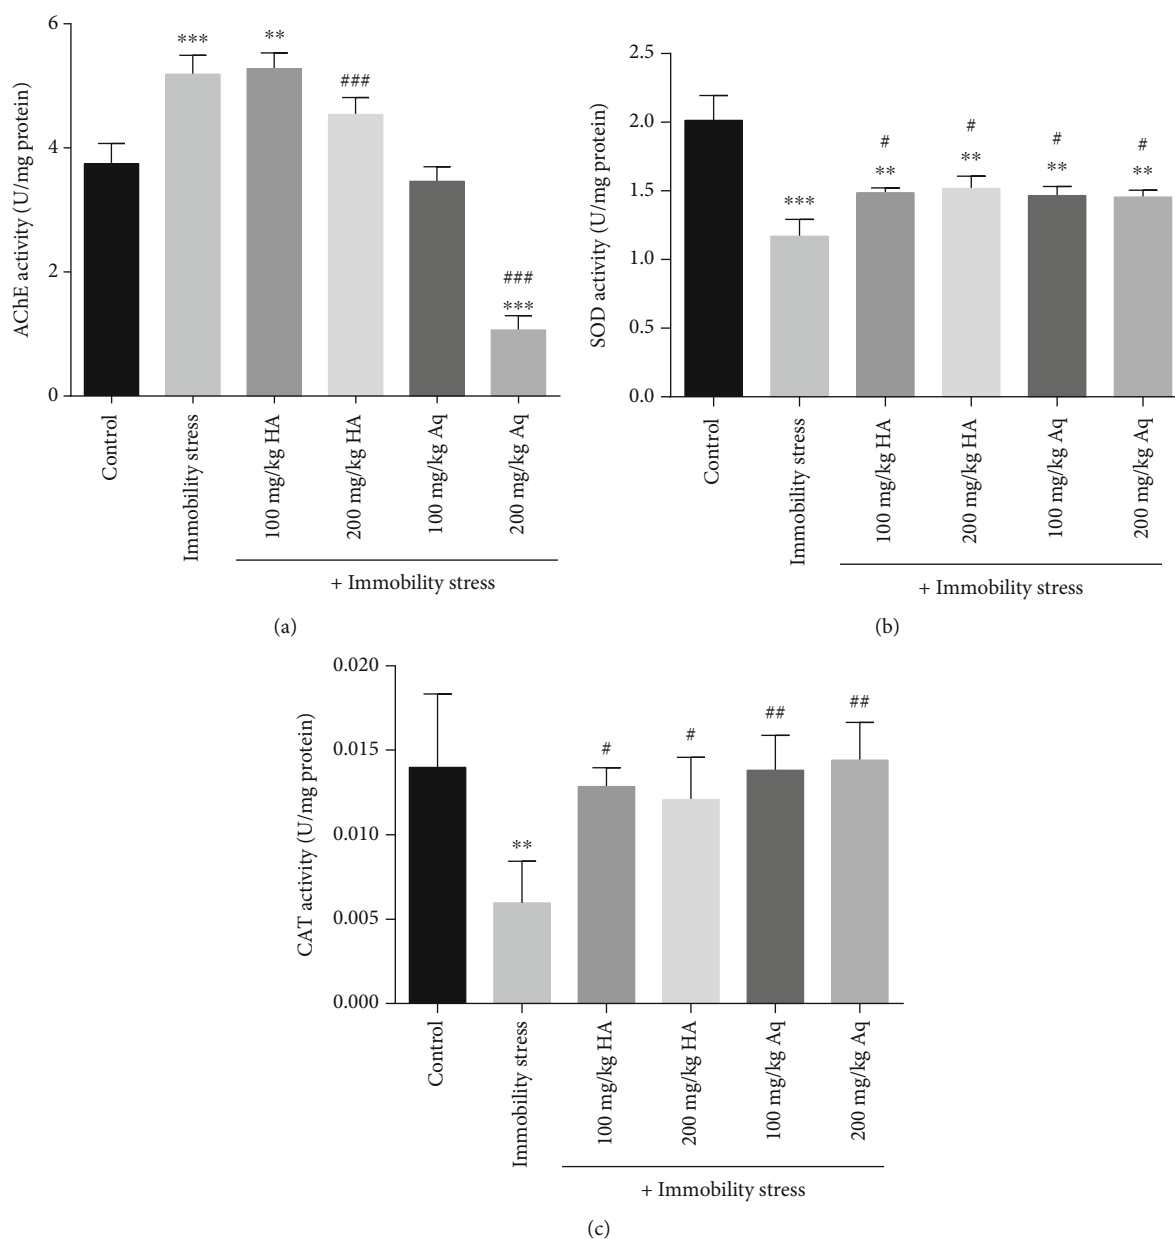 AChE activity (U/mg protein)
6
4
2
0
***
**
###
###
***
Control
Immobility stress
100 mg/kg HA
200 mg/kg HA
100 mg/kg Aq
200 mg/kg Aq
+ Immobility stress
(a)
SOD activity (U/mg protein)
2.5
2.0
1.5
1.0
0.5
0.0
***
#
**
#
**
#
**
#
**
Control
Immobility stress
100 mg/kg HA
200 mg/kg HA
100 mg/kg Aq
200 mg/kg Aq
+ Immobility stress
(b)
CAT activity (U/mg protein)
0.020
0.015
0.010
0.005
0.000
**
#
#
##
##
Control
Immobility stress
100 mg/kg HA
200 mg/kg HA
100 mg/kg Aq
200 mg/kg Aq
+ Immobility stress
(c)